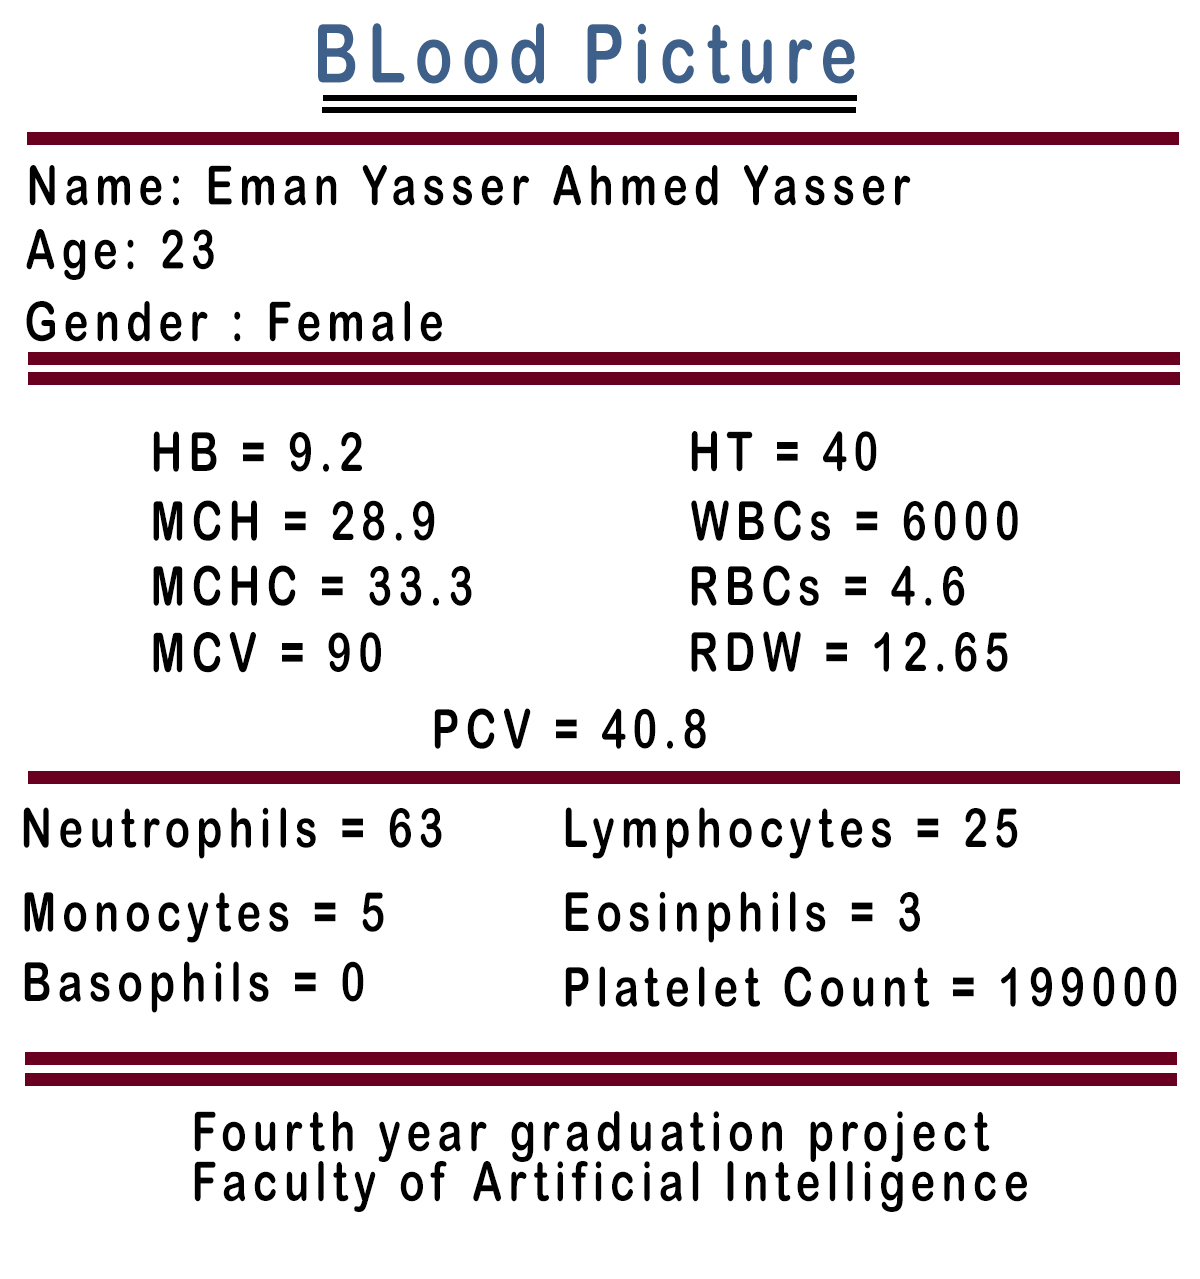 BLood Picture
Name: Eman Yasser Ahmed Yasser
Age: 23
Gender : Female
HB = 9.2 HT = 40
MCH = 28.9 WBCs = 6000
MCHC = 33.3 RBCs = 4.6
MCV = 90 RDW = 12.65
PCV = 40.8
Neutrophils = 63 Lymphocytes = 25
Monocytes = 5 Eosinphils = 3
Basophils = 0 Platelet Count = 199000
Fourth year graduation project
Faculty of Artificial Intelligence